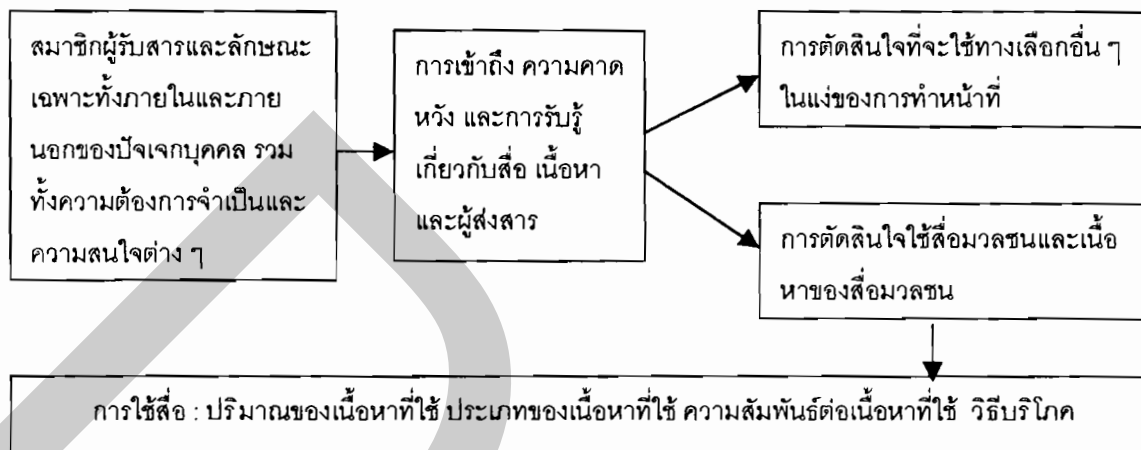 สมาชิกผู้รับสารและลักษณะ
เฉพาะทั้งภายในและภาย
นอกของปัจเจกบุคคล รวม
ทั้งความต้องการจำเป็นและ
ความสนใจต่าง ๆ
การเข้าถึง ความคาด
หวัง และการรับรู้
เกี่ยวกับสื่อ เนื้อหา
และผู้ส่งสาร
การตัดสินใจที่จะใช้ทางเลือกอื่น ๆ
ในแง่ของการทำหน้าที่
การตัดสินใจใช้สื่อมวลชนและเนื้อ
หาของสื่อมวลชน
การใช้สื่อ : ปริมาณของเนื้อหาที่ใช้ ประเภทของเนื้อหาที่ใช้ ความสัมพันธ์ต่อเนื้อหาที่ใช้ วิธีบริโภค